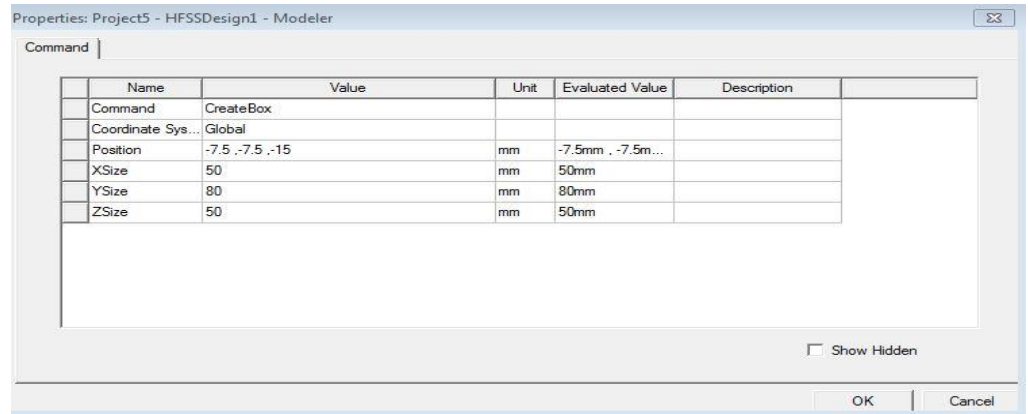 Properties: Project5 - HFSSDesign1 - Modeler
Command
Name Value Unit Evaluated Value Description
Command CreateBox
Coordinate Sys... Global
Position -7.5 ,-7.5 ,-15 mm -7.5mm , -7.5m...
XSize 50 mm 50mm
YSize 80 mm 80mm
ZSize 50 mm 50mm
Show Hidden
OK Cancel